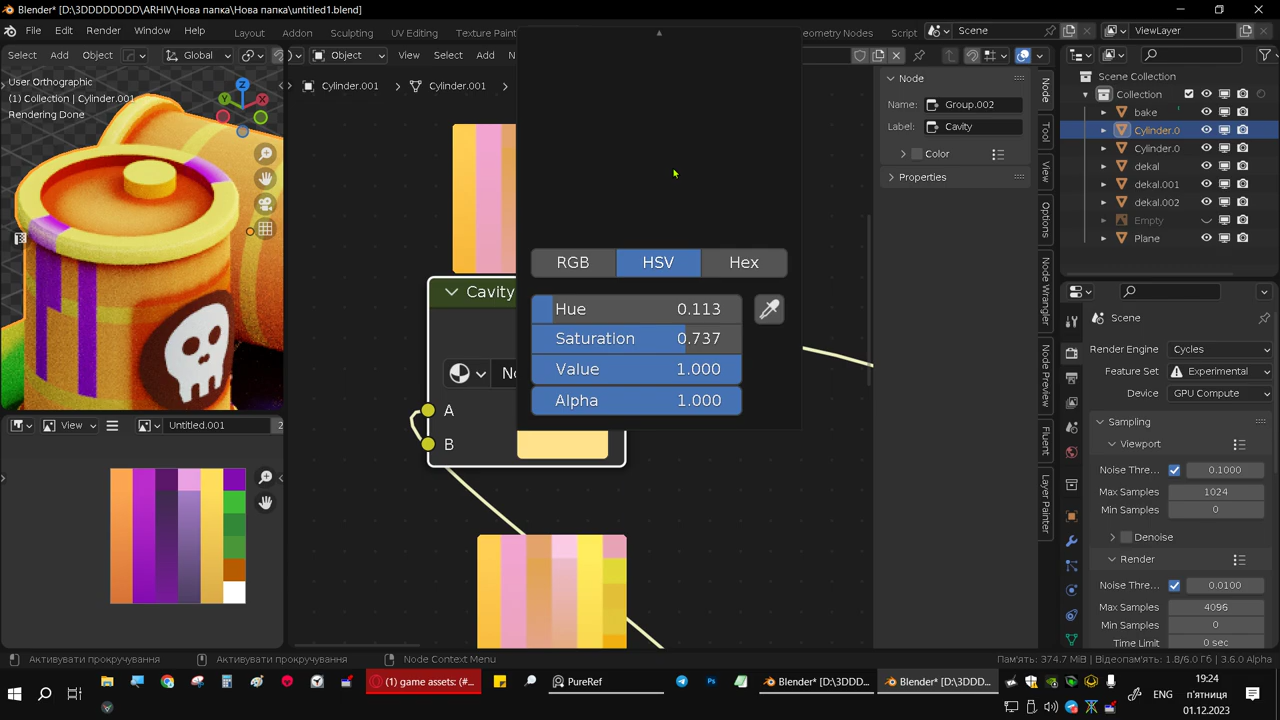 Blender* [D:\3DDDDDDDD\ARHIV\Нова папка\Нова папка\untitled1.blend]
File Edit Render Window Help Layout Addon Sculpting UV Editing Texture Paint eometry Nodes Script Scene ViewLayer
Select Add Object Global Object View Select Add
User Orthographic
(1) Collection | Cylinder.001
Rendering Done
Z
Y
X
Cylinder.001 Cylinder.001
Node
Name: Group.002
Label: Cavity
Color
Properties
Node
Tool
View
Options
Node Wrangler
Node Preview
Fluent
Layer Painter
Scene Collection
Collection
bake
Cylinder.0
Cylinder.0
dekal
dekal.001
dekal.002
Empty
Plane
RGB HSV Hex
Hue 0.113
Saturation 0.737
Value 1.000
Alpha 1.000
Cavity
A
B
View Untitled.001
Scene
Render Engine Cycles
Feature Set Experimental
Device GPU Compute
Sampling
Viewport
Noise Thre... 0.1000
Max Samples 1024
Min Samples 0
Denoise
Render
Noise Thre... 0.0100
Max Samples 4096
Min Samples 0
Time Limit 0 sec
Активувати прокручування Активувати прокручування Node Context Menu
Пам'ять: 374.7 MiB | Відеопам'ять: 1.8/6.0 Гі | 3.6.0 Alpha
(1) game assets: (#... PureRef Blender* [D:\3DDD... Blender* [D:\3DDD...
ENG
19:24
п'ятниця
01.12.2023